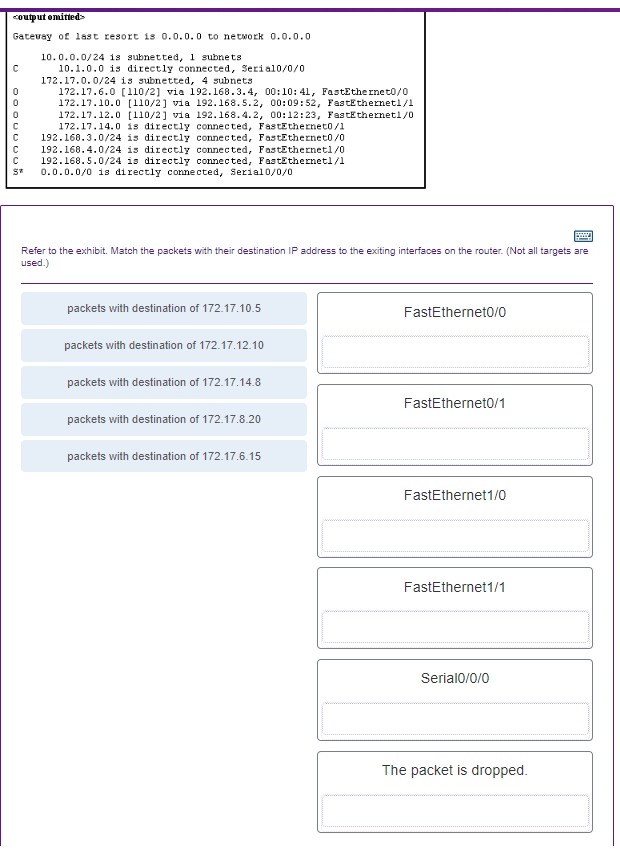 <output omitted>
Gateway of last resort is 0.0.0.0 to network 0.0.0.0
10.0.0.0/24 is subnetted, 1 subnets
C 10.1.0.0 is directly connected, Serial0/0/0
172.17.0.0/24 is subnetted, 4 subnets
O 172.17.6.0 [110/2] via 192.168.3.4, 00:10:41, FastEthernet0/0
O 172.17.10.0 [110/2] via 192.168.5.2, 00:09:52, FastEthernet1/1
O 172.17.12.0 [110/2] via 192.168.4.2, 00:12:23, FastEthernet1/0
C 172.17.14.0 is directly connected, FastEthernet0/1
C 192.168.3.0/24 is directly connected, FastEthernet0/0
C 192.168.4.0/24 is directly connected, FastEthernet1/0
C 192.168.5.0/24 is directly connected, FastEthernet1/1
S* 0.0.0.0/0 is directly connected, Serial0/0/0
Refer to the exhibit. Match the packets with their destination IP address to the exiting interfaces on the router. (Not all targets are
used.)
packets with destination of 172.17.10.5
packets with destination of 172.17.12.10
packets with destination of 172.17.14.8
packets with destination of 172.17.8.20
packets with destination of 172.17.6.15
FastEthernet0/0
FastEthernet0/1
FastEthernet1/0
FastEthernet1/1
Serial0/0/0
The packet is dropped.